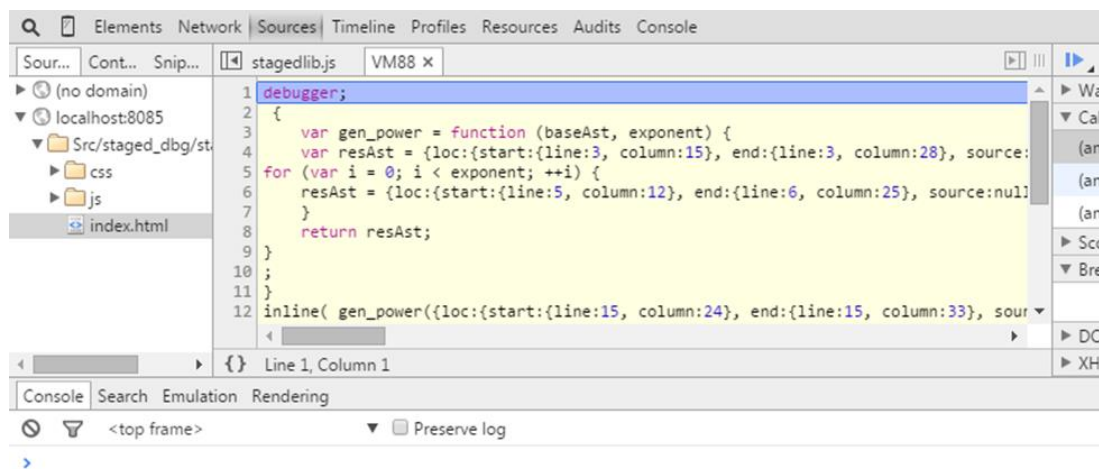 Elements Network Sources Timeline Profiles Resources Audits Console
Sour... Cont... Snip... stagedlib.js VM88 ×
(no domain)
localhost:8085
Src/staged_dbg/st
css
js
index.html
1 debugger;
2 {
3 var gen_power = function (baseAst, exponent) {
4 var resAst = {loc:{start:{line:3, column:15}, end:{line:3, column:28}, source:
5 for (var i = 0; i < exponent; ++i) {
6 resAst = {loc:{start:{line:5, column:12}, end:{line:6, column:25}, source:null
7 }
8 return resAst;
9 }
10 ;
11 }
12 inline( gen_power({loc:{start:{line:15, column:24}, end:{line:15, column:33}, sour
{} Line 1, Column 1
Wa
Cal
(an
(an
(an
Sco
Bre
DO
XH
Console Search Emulation Rendering
<top frame> Preserve log
>